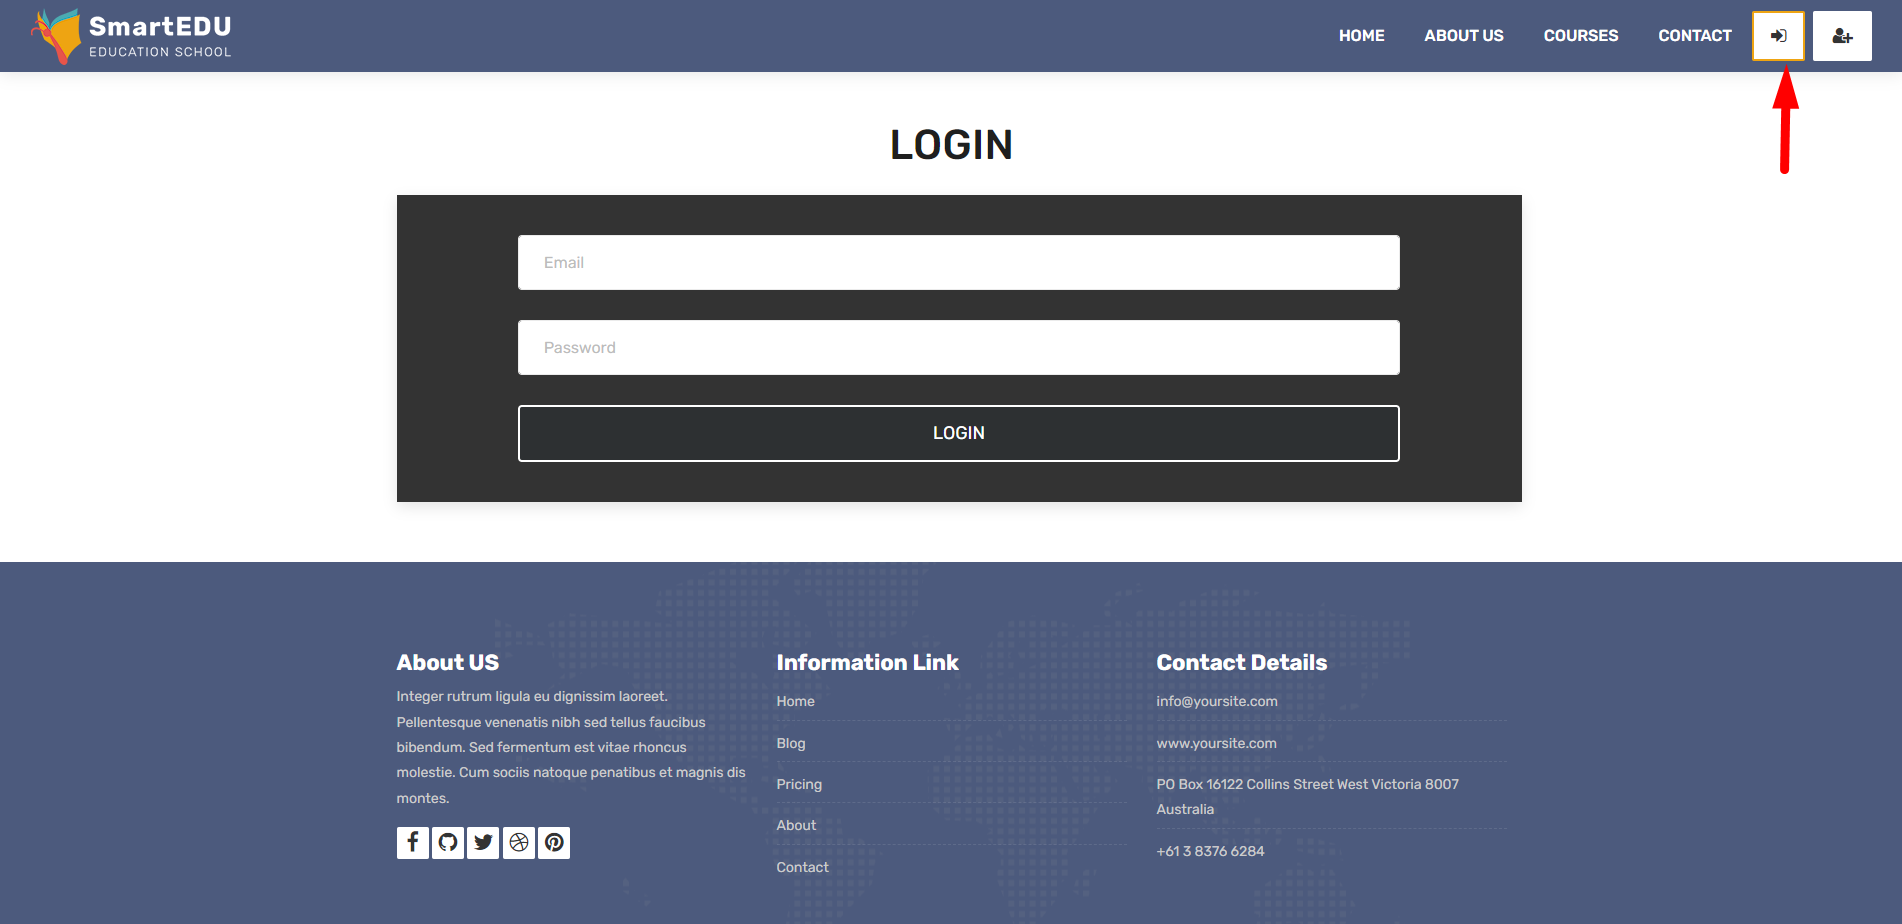 SmartEDU
EDUCATION SCHOOL
HOME ABOUT US COURSES CONTACT
LOGIN
Email
Password
LOGIN
About US
Integer rutrum ligula eu dignissim laoreet.
Pellentesque venenatis nibh sed tellus faucibus
bibendum. Sed fermentum est vitae rhoncus
molestie. Cum sociis natoque penatibus et magnis dis
montes.
Information Link
Home
Blog
Pricing
About
Contact
Contact Details
info@yoursite.com
www.yoursite.com
PO Box 16122 Collins Street West Victoria 8007
Australia
+61 3 8376 6284